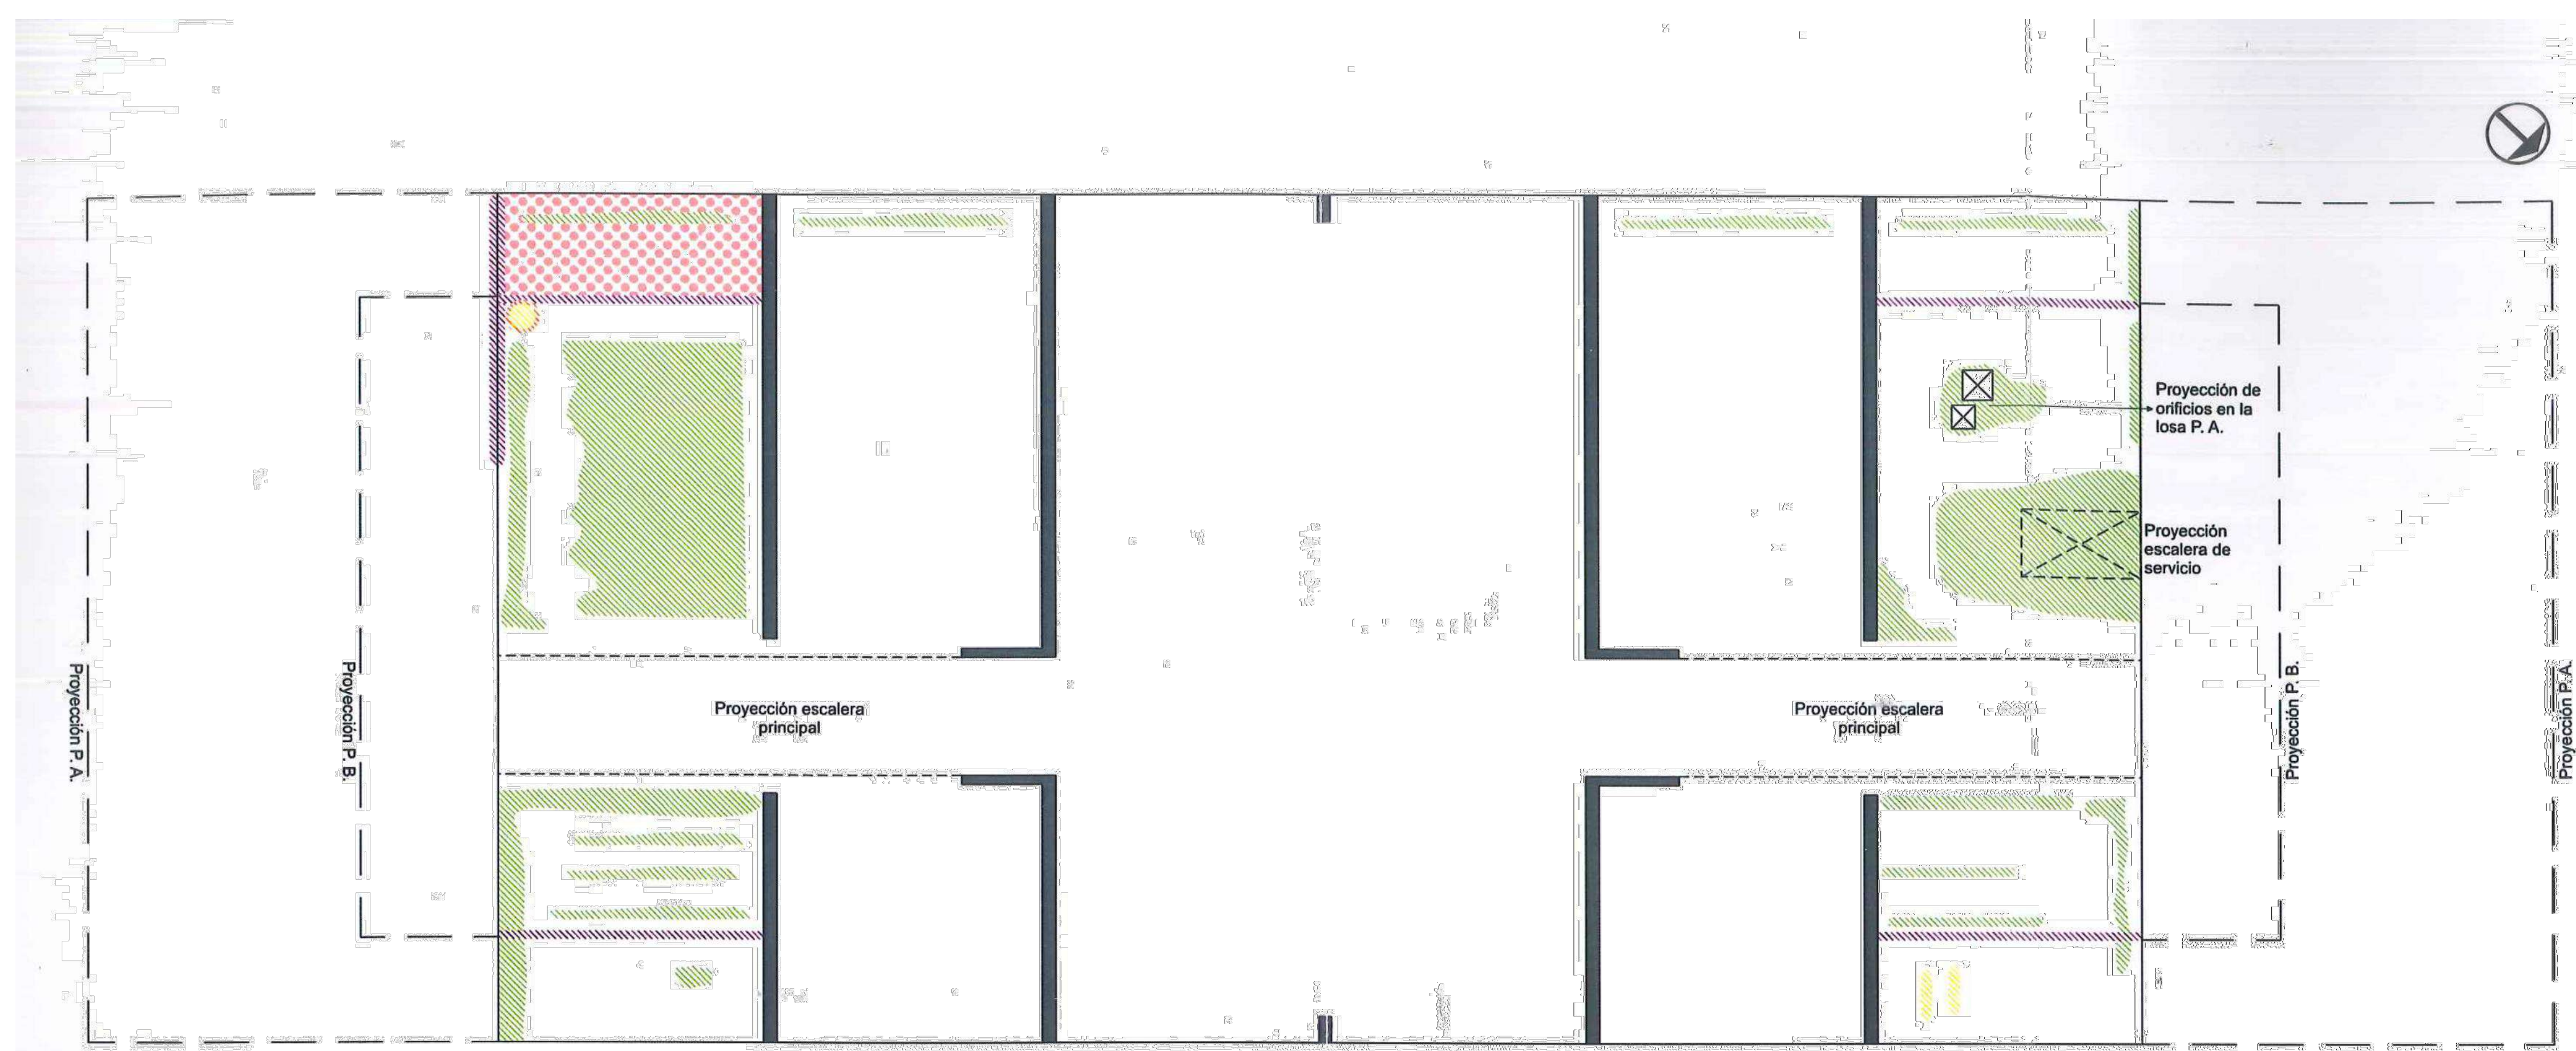 Proyección de
orificios en la
losa P. A.
Proyección
escalera de
servicio
Proyección P. A.
Proyección P. B.
Proyección escalera
principal
Proyección escalera
principal
Proyección P. B.
Proyección P. A.